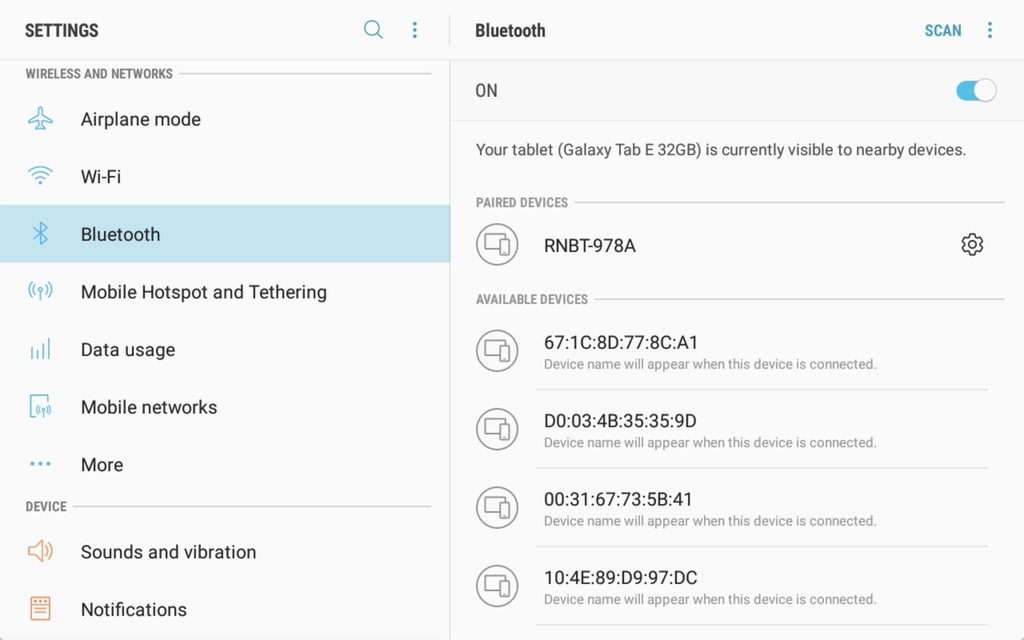 SETTINGS
WIRELESS AND NETWORKS
Airplane mode
Wi-Fi
Bluetooth
Mobile Hotspot and Tethering
Data usage
Mobile networks
More
DEVICE
Sounds and vibration
Notifications
Bluetooth
SCAN
ON
Your tablet (Galaxy Tab E 32GB) is currently visible to nearby devices.
PAIRED DEVICES
RNBT-978A
AVAILABLE DEVICES
67:1C:8D:77:8C:A1
Device name will appear when this device is connected.
D0:03:4B:35:35:9D
Device name will appear when this device is connected.
00:31:67:73:5B:41
Device name will appear when this device is connected.
10:4E:89:D9:97:DC
Device name will appear when this device is connected.